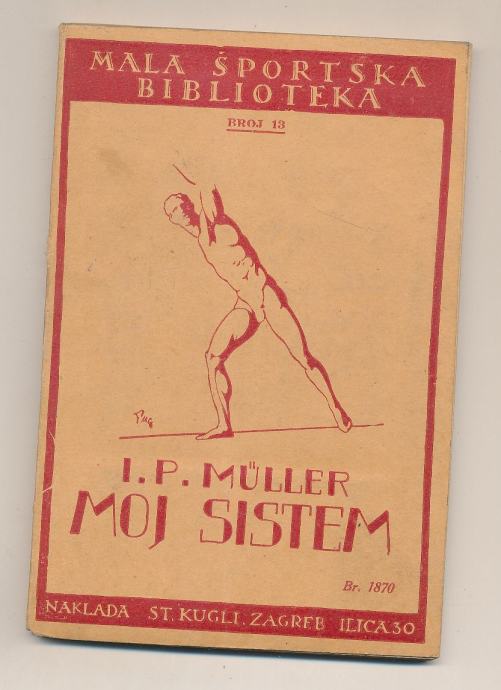 MALA ŠPORTSKA
BIBLIOTEKA
BROJ 13
I. P. MÜLLER
MOJ SISTEM
Br. 1870
NAKLADA ST. KUGLI, ZAGREB ILICA 30